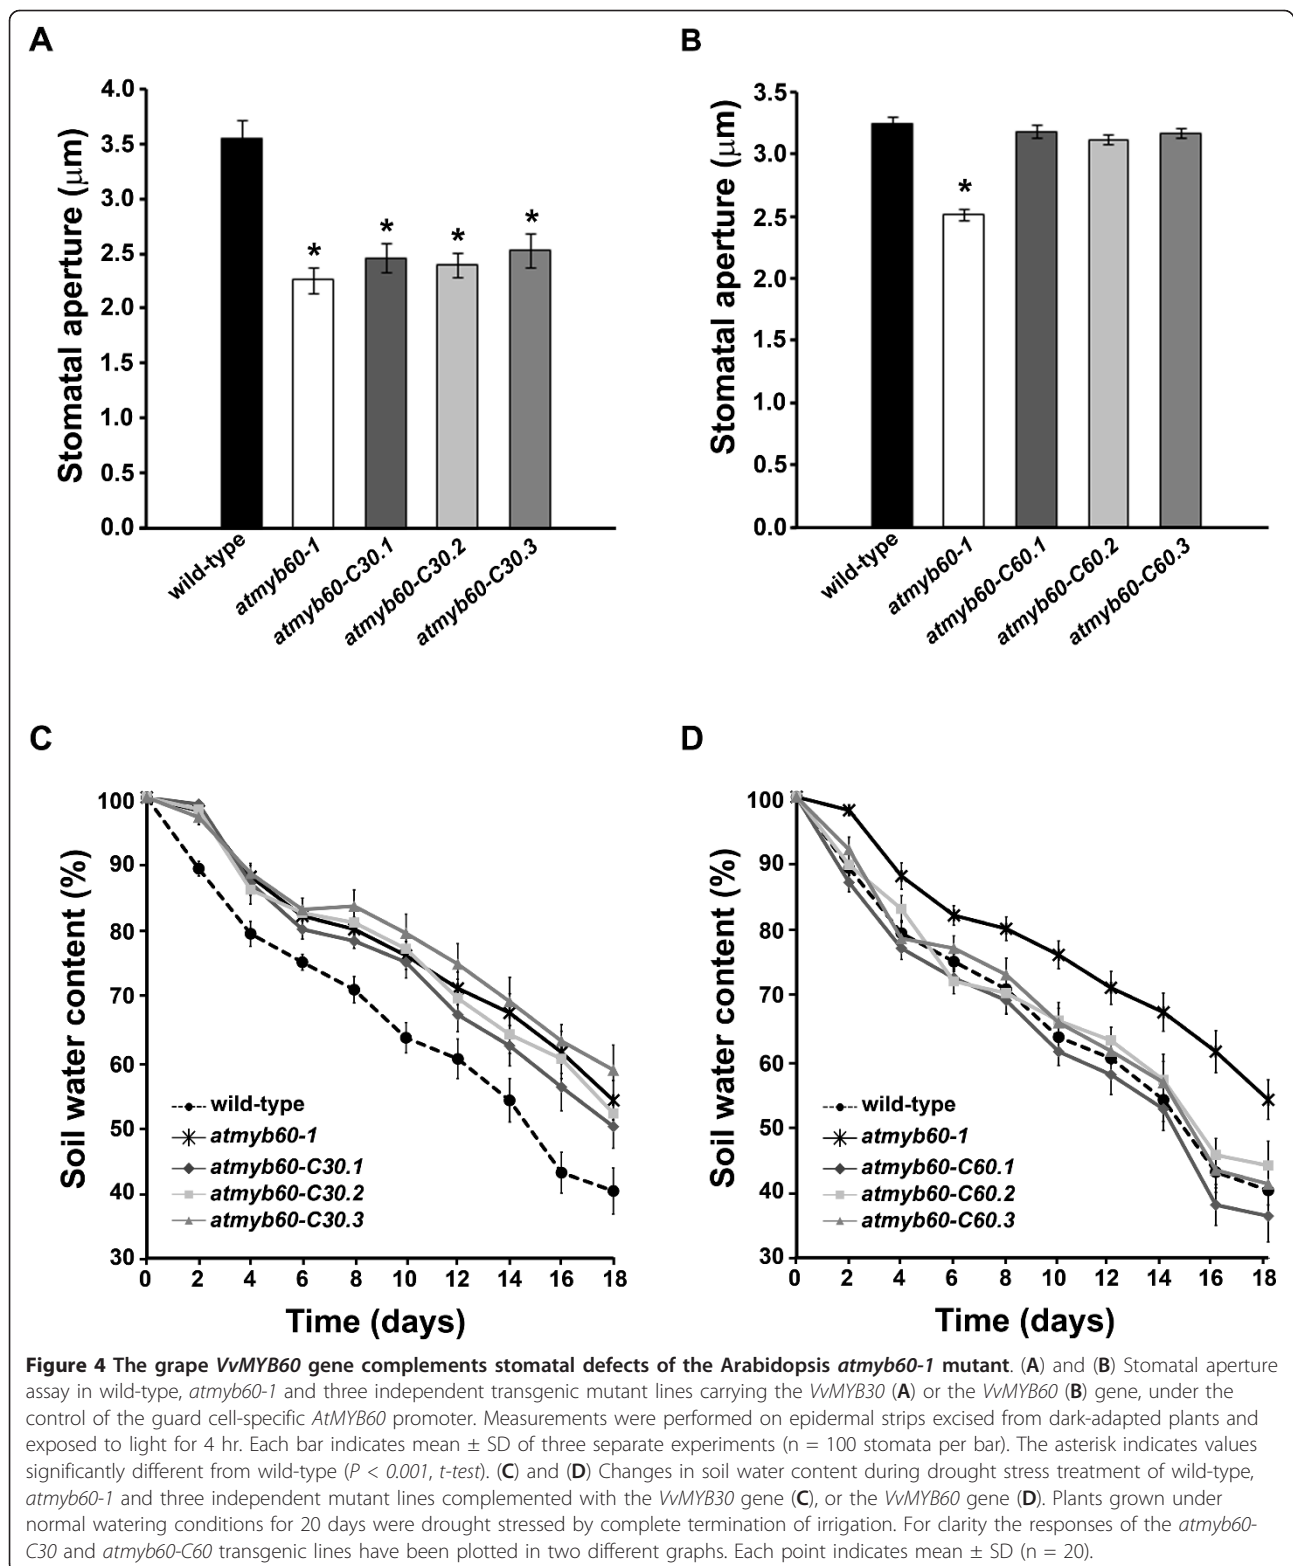 A
Stomatal aperture (μm)
4.0
3.5
3.0
2.5
2.0
1.5
1.0
0.5
0.0
*
*
*
*
wild-type
atmyb60-1
atmyb60-C30.1
atmyb60-C30.2
atmyb60-C30.3
B
Stomatal aperture (μm)
3.5
3.0
2.5
2.0
1.5
1.0
0.5
0.0
*
wild-type
atmyb60-1
atmyb60-C60.1
atmyb60-C60.2
atmyb60-C60.3
C
Soil water content (%)
100
90
80
70
60
50
40
30
wild-type
atmyb60-1
atmyb60-C30.1
atmyb60-C30.2
atmyb60-C30.3
0 2 4 6 8 10 12 14 16 18
Time (days)
D
Soil water content (%)
100
90
80
70
60
50
40
30
wild-type
atmyb60-1
atmyb60-C60.1
atmyb60-C60.2
atmyb60-C60.3
0 2 4 6 8 10 12 14 16 18
Time (days)
Figure 4 The grape VvMYB60 gene complements stomatal defects of the Arabidopsis atmyb60-1 mutant. (A) and (B) Stomatal aperture
assay in wild-type, atmyb60-1 and three independent transgenic mutant lines carrying the VvMYB30 (A) or the VvMYB60 (B) gene, under the
control of the guard cell-specific AtMYB60 promoter. Measurements were performed on epidermal strips excised from dark-adapted plants and
exposed to light for 4 hr. Each bar indicates mean ± SD of three separate experiments (n = 100 stomata per bar). The asterisk indicates values
significantly different from wild-type (P < 0.001, t-test). (C) and (D) Changes in soil water content during drought stress treatment of wild-type,
atmyb60-1 and three independent mutant lines complemented with the VvMYB30 gene (C), or the VvMYB60 gene (D). Plants grown under
normal watering conditions for 20 days were drought stressed by complete termination of irrigation. For clarity the responses of the atmyb60-
C30 and atmyb60-C60 transgenic lines have been plotted in two different graphs. Each point indicates mean ± SD (n = 20).